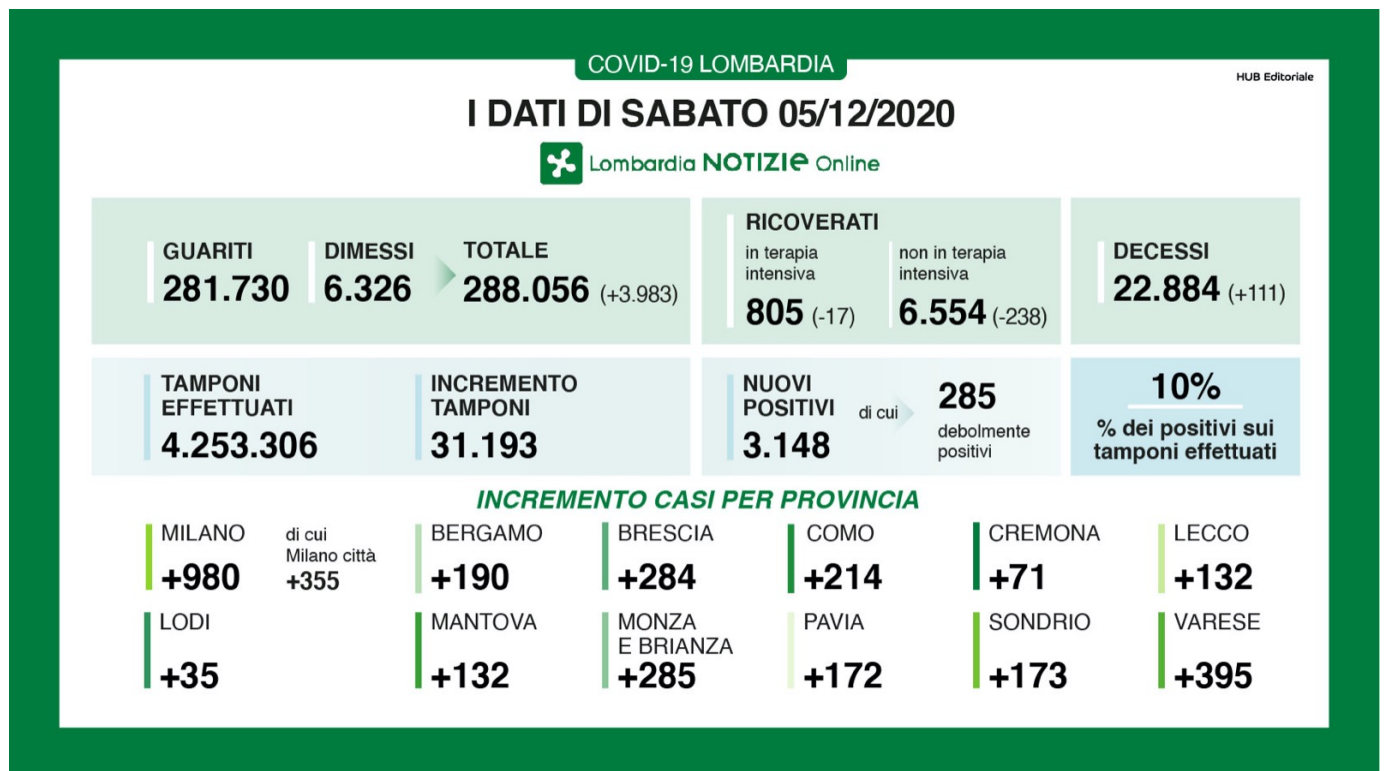 COVID-19 LOMBARDIA
HUB Editoriale
I DATI DI SABATO 05/12/2020
Lombardia NOTIZIE Online
GUARITI
281.730
DIMESSI
6.326
TOTALE
288.056 (+3.983)
RICOVERATI
in terapia
intensiva
805 (-17)
non in terapia
intensiva
6.554 (-238)
DECESSI
22.884 (+111)
TAMPONI
EFFETTUATI
4.253.306
INCREMENTO
TAMPONI
31.193
NUOVI
POSITIVI
3.148
di cui
285
debolmente
positivi
10%
% dei positivi sui
tamponi effettuati
INCREMENTO CASI PER PROVINCIA
MILANO
+980
di cui
Milano città
+355
BERGAMO
+190
BRESCIA
+284
COMO
+214
CREMONA
+71
LECCO
+132
LODI
+35
MANTOVA
+132
MONZA
E BRIANZA
+285
PAVIA
+172
SONDRIO
+173
VARESE
+395